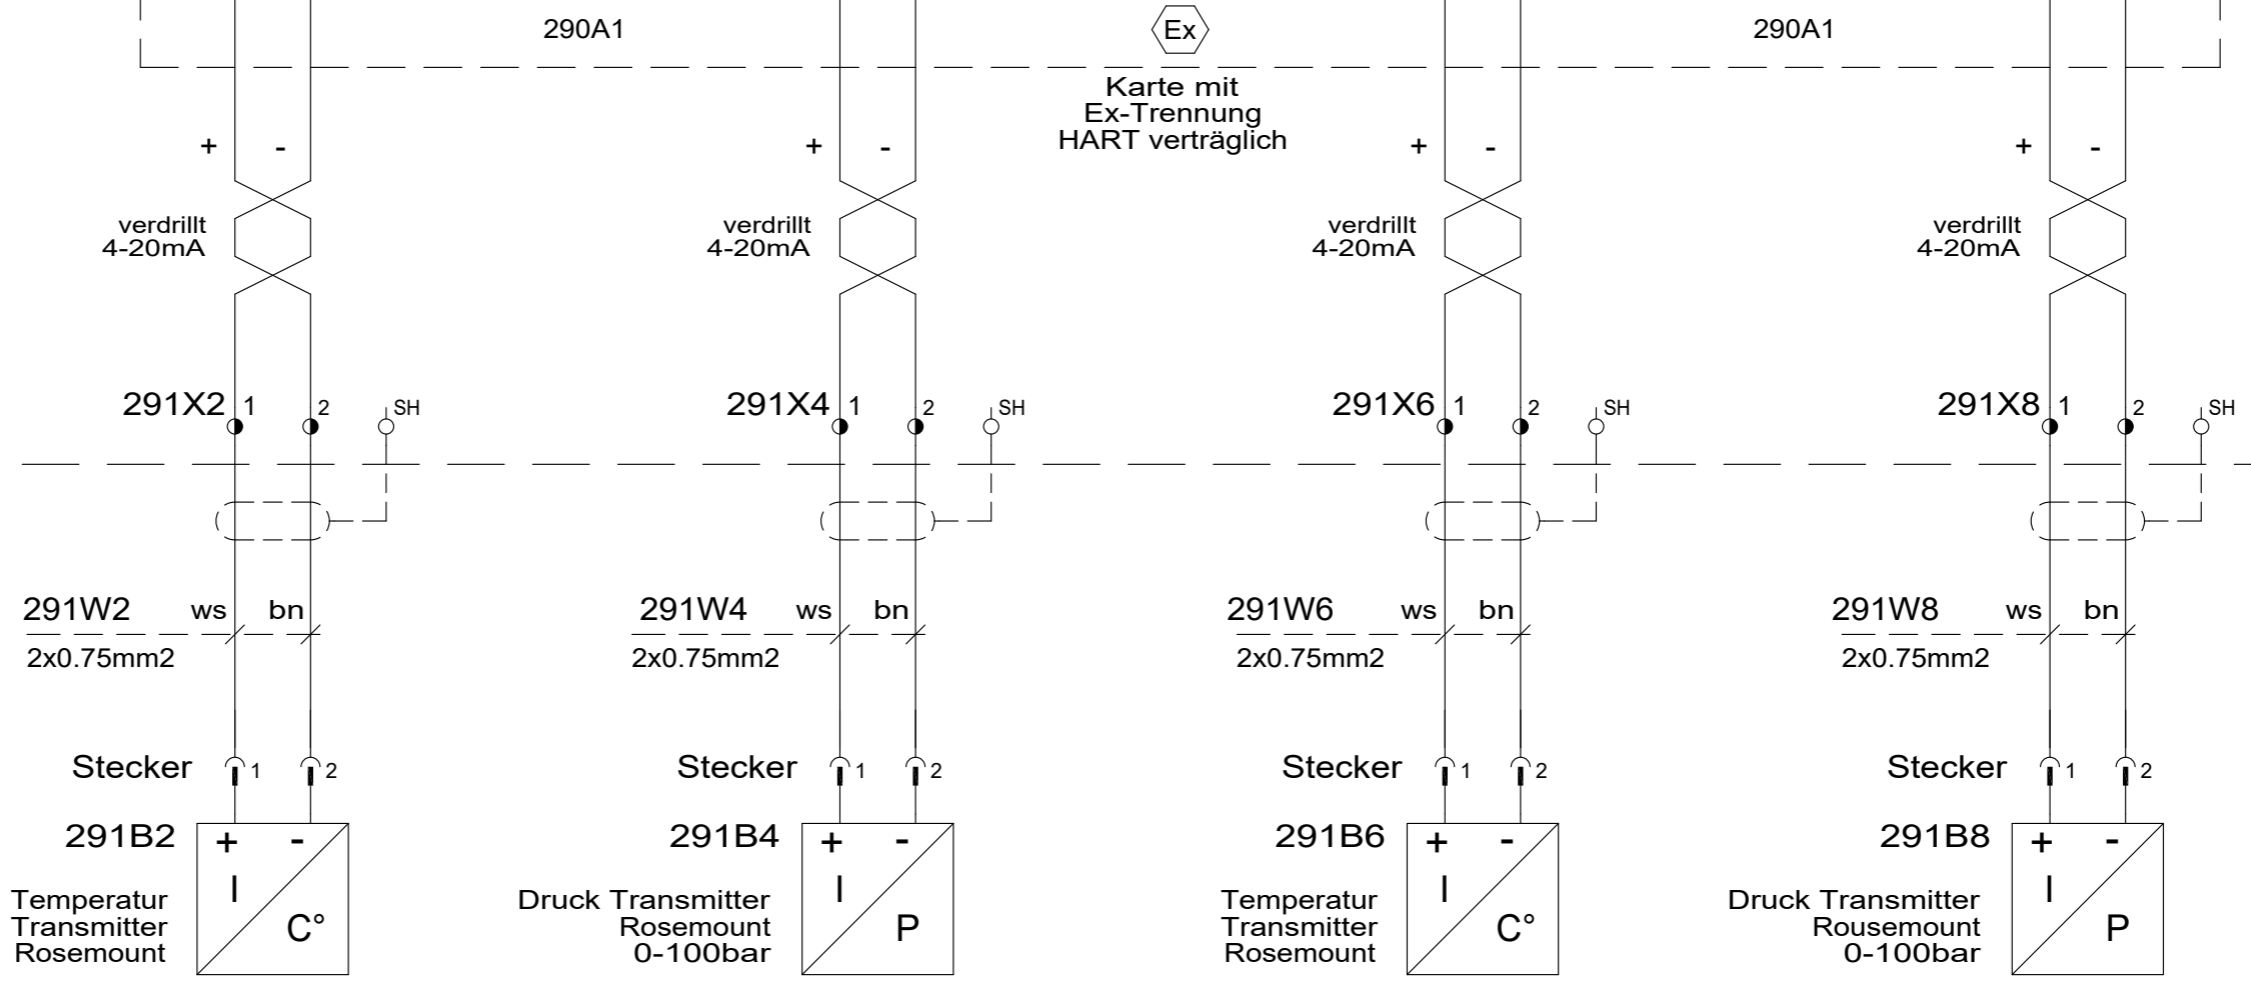 290A1
Ex
290A1
Karte mit
Ex-Trennung
HART verträglich
+ -
+ -
+ -
+ -
verdrillt
4-20mA
verdrillt
4-20mA
verdrillt
4-20mA
verdrillt
4-20mA
291X2 1 2 SH
291X4 1 2 SH
291X6 1 2 SH
291X8 1 2 SH
291W2 ws bn
2x0.75mm2
291W4 ws bn
2x0.75mm2
291W6 ws bn
2x0.75mm2
291W8 ws bn
2x0.75mm2
Stecker 1 2
Stecker 1 2
Stecker 1 2
Stecker 1 2
291B2
+ -
I
C°
Temperatur
Transmitter
Rosemount
291B4
+ -
I
P
Druck Transmitter
Rosemount
0-100bar
291B6
+ -
I
C°
Temperatur
Transmitter
Rosemount
291B8
+ -
I
P
Druck Transmitter
Rousemount
0-100bar